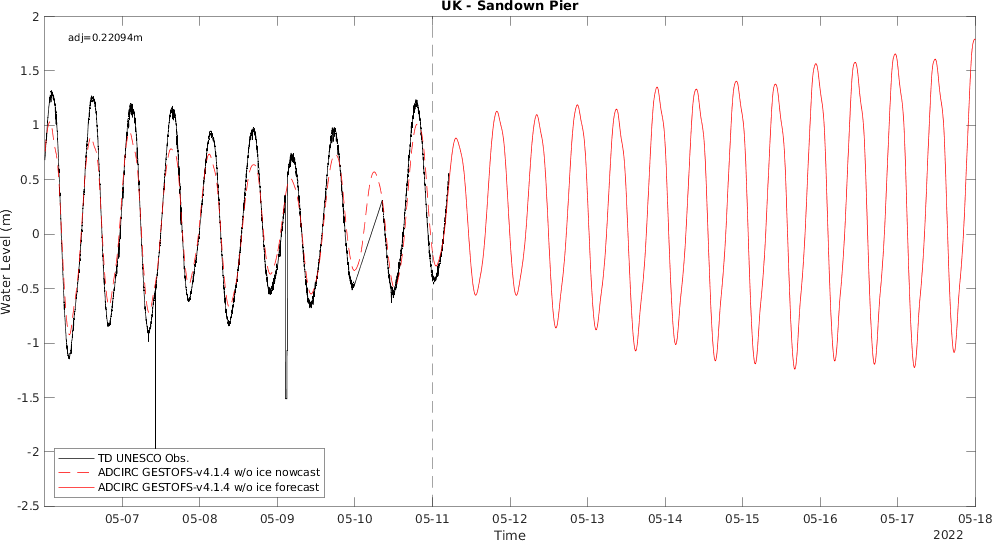 UK - Sandown Pier
adj=0.22094m
2
1.5
1
0.5
0
-0.5
-1
-1.5
-2
-2.5
Water Level (m)
TD UNESCO Obs.
ADCIRC GESTOFS-v4.1.4 w/o ice nowcast
ADCIRC GESTOFS-v4.1.4 w/o ice forecast
05-07 05-08 05-09 05-10 05-11 05-12 05-13 05-14 05-15 05-16 05-17 05-18
Time
2022